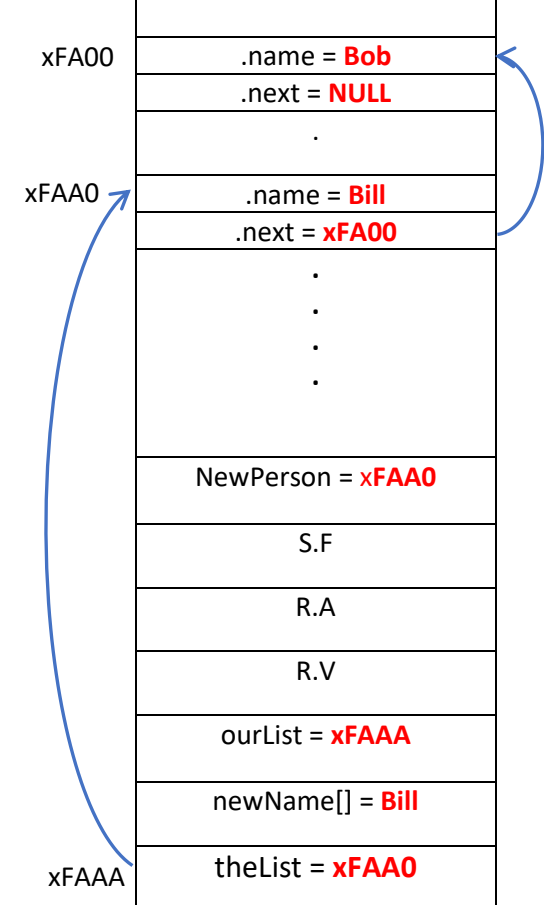 xFA00
.name = Bob
.next = NULL
.
xFAA0
.name = Bill
.next = xFA00
.
.
.
.
NewPerson = xFAA0
S.F
R.A
R.V
ourList = xFAAA
newName[] = Bill
theList = xFAA0
xFAAA